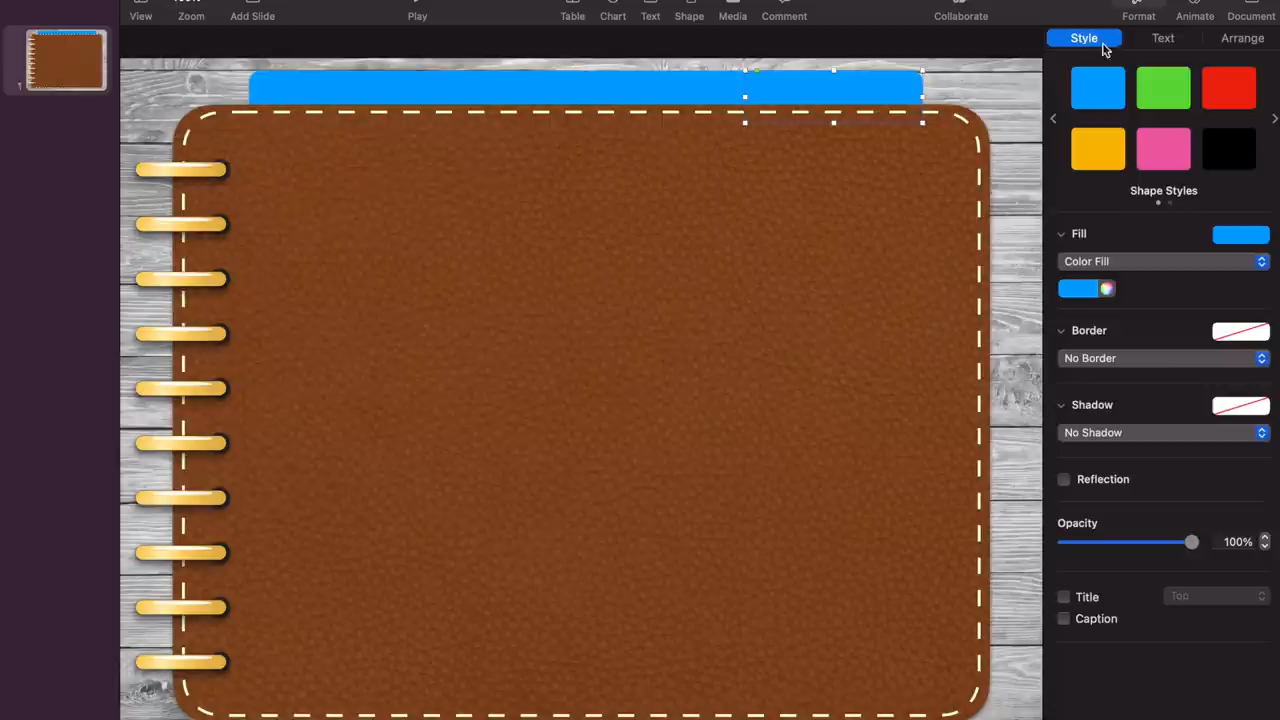 View Zoom Add Slide Play Table Chart Text Shape Media Comment Collaborate Format Animate Document
Style Text Arrange
Shape Styles
Fill
Color Fill
Border
No Border
Shadow
No Shadow
Reflection
Opacity
100%
Title Top
Caption
1